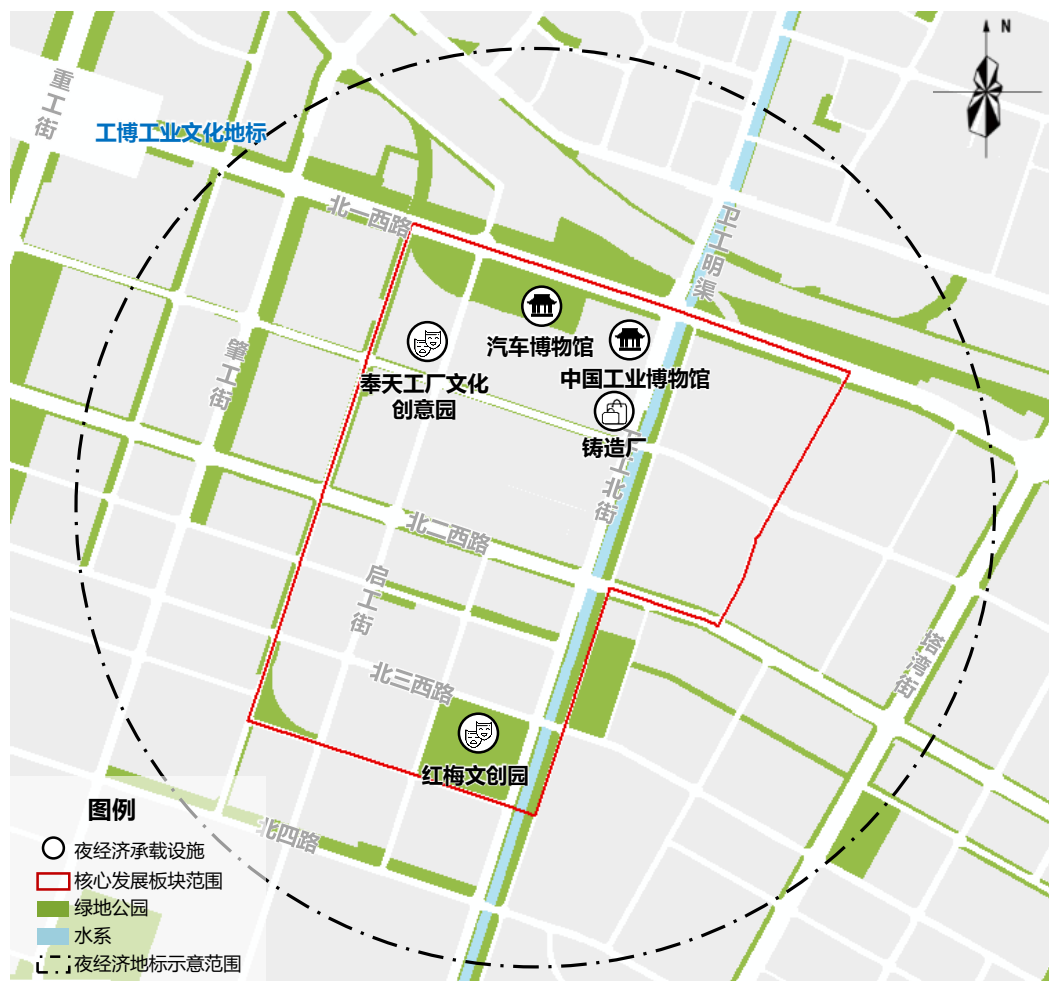 N
重工街
工博工业文化地标
北一西路
卫工明渠
汽车博物馆
肇工街
中国工业博物馆
奉天工厂文化
创意园
铸造厂
卫工北街
北二西路
启工街
塔湾街
北三西路
红梅文创园
北四路
图例
夜经济承载设施
核心发展板块范围
绿地公园
水系
夜经济地标示意范围